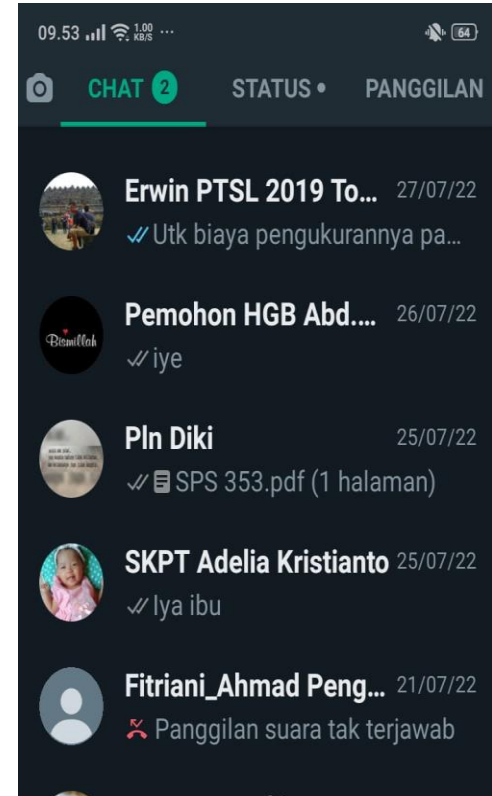 09.53 1.00 KB/S ... 64
CHAT 2 STATUS • PANGGILAN
Erwin PTSL 2019 To... 27/07/22
Utk biaya pengukurannya pa...
Pemohon HGB Abd.... 26/07/22
Bismillah
iye
Pln Diki 25/07/22
SPS 353.pdf (1 halaman)
SKPT Adelia Kristianto 25/07/22
Iya ibu
Fitriani_Ahmad Peng... 21/07/22
Panggilan suara tak terjawab